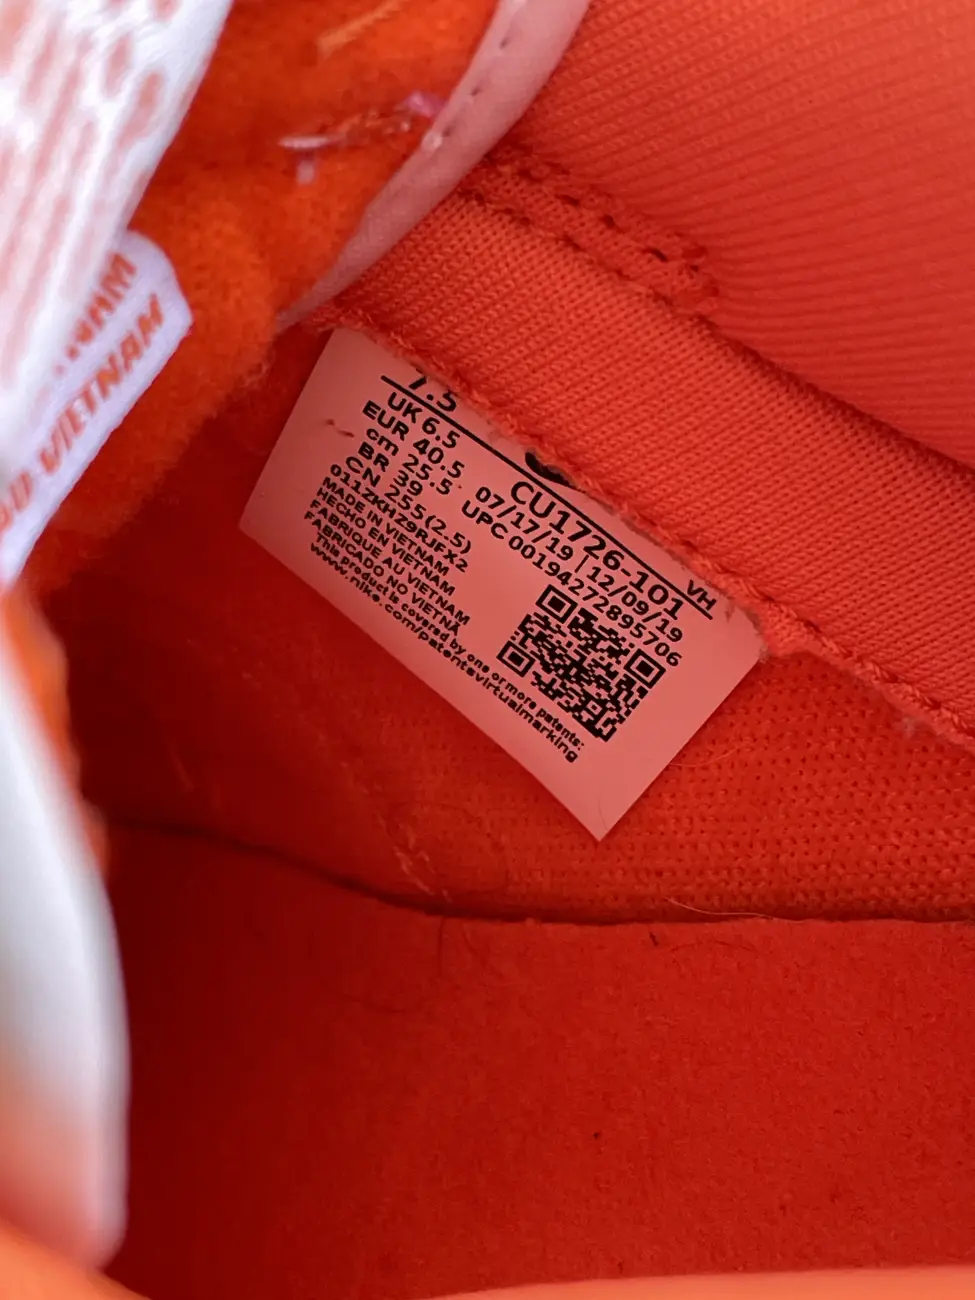 7.5
UK 6.5
EUR 40.5
cm 25.5
BR 39
CN 255(2.5)
011ZKHZ9RJFX2
MADE IN VIETNAM
HECHO EN VIETNAM
FABRIQUE AU VIETNAM
FABRICADO NO VIETNA
This product is covered by one or more patents:
www.nike.com/patentsvirtualmarking
CU1726-101
VH
07/17/19 | 12/09/19
UPC 00194272895706
VIETNAM